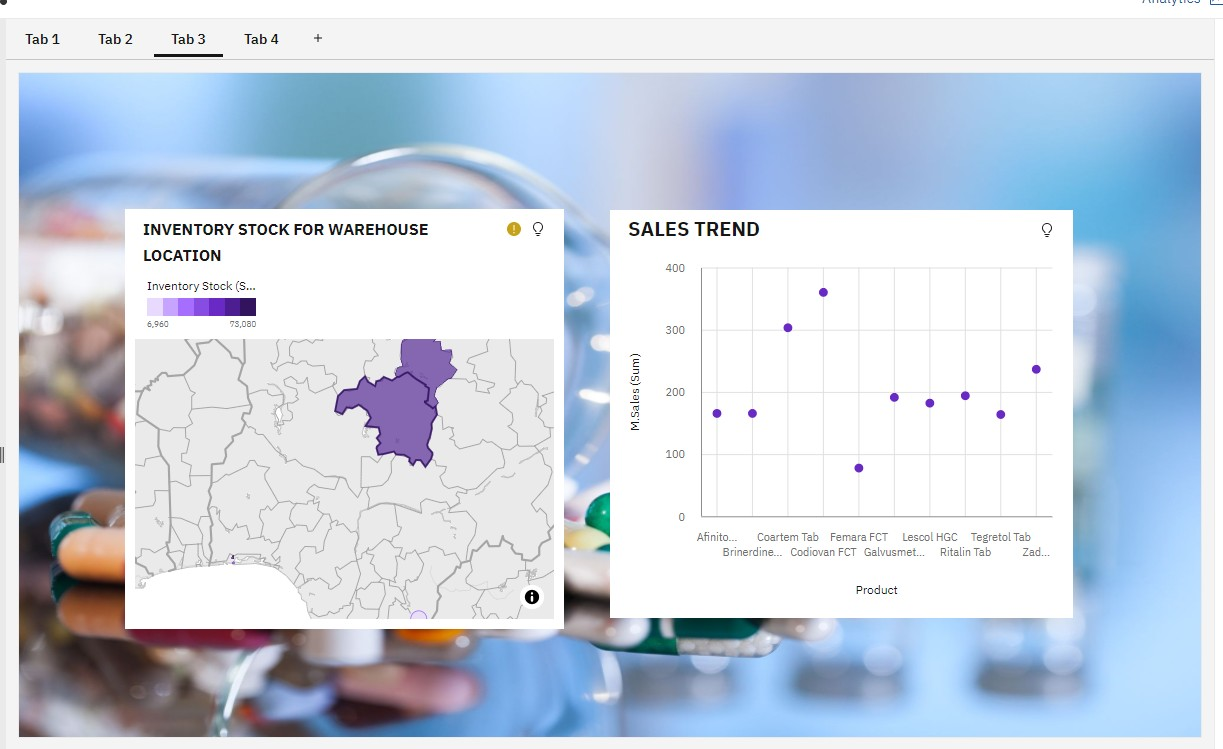 Analytics
Tab 1 Tab 2 Tab 3 Tab 4 +
INVENTORY STOCK FOR WAREHOUSE
LOCATION
Inventory Stock (S...
6,960 73,080
SALES TREND
400
300
200
100
0
M.Sales (Sum)
Afinito... Coartem Tab Femara FCT Lescol HGC Tegretol Tab
Brinerdine... Codiovan FCT Galvusmet... Ritalin Tab Zad...
Product